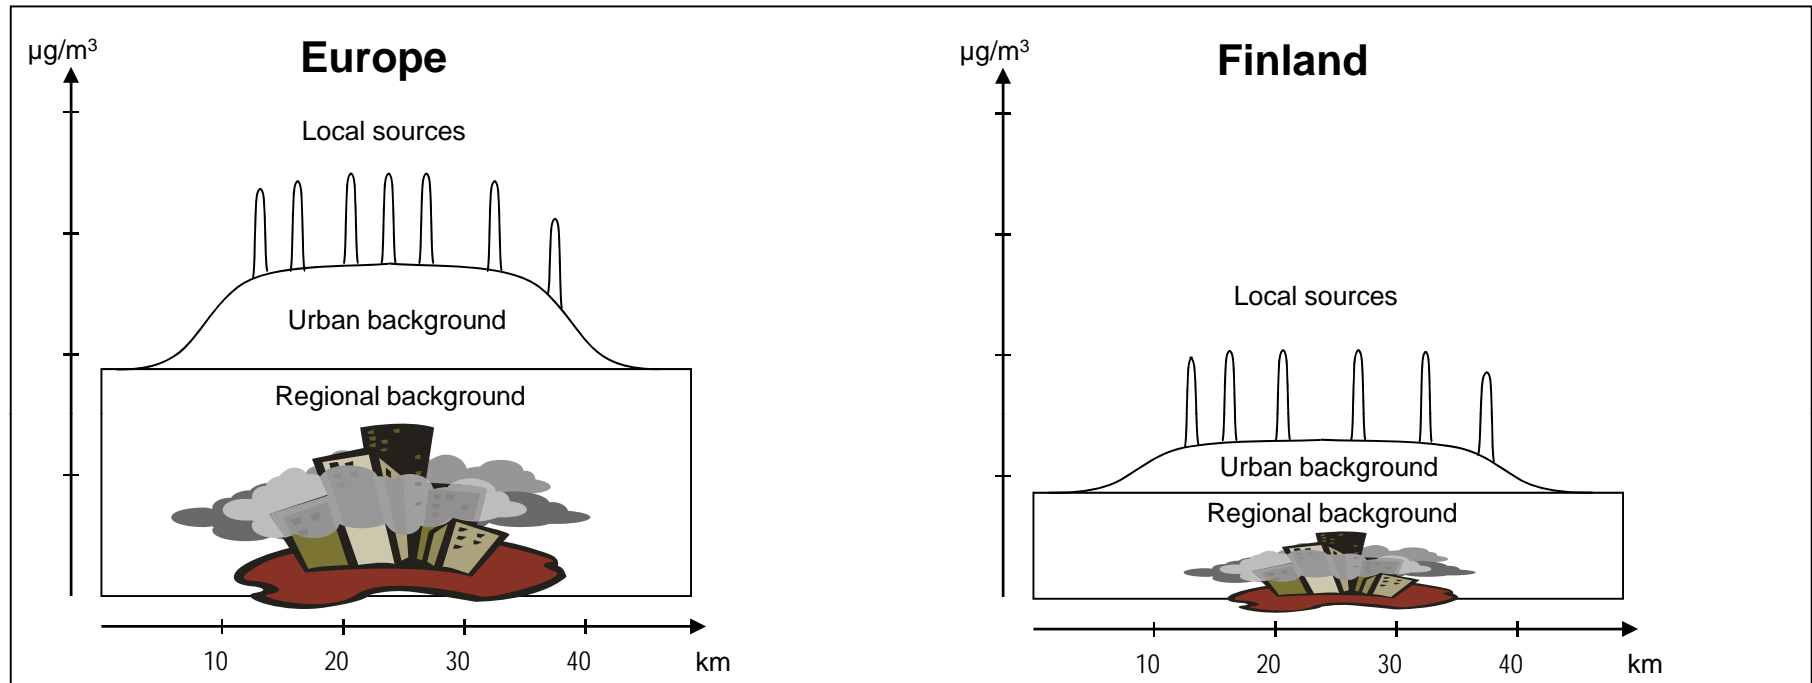 µg/m³
Europe
Local sources
Urban background
Regional background
10 20 30 40 km
µg/m³
Finland
Local sources
Urban background
Regional background
10 20 30 40 km